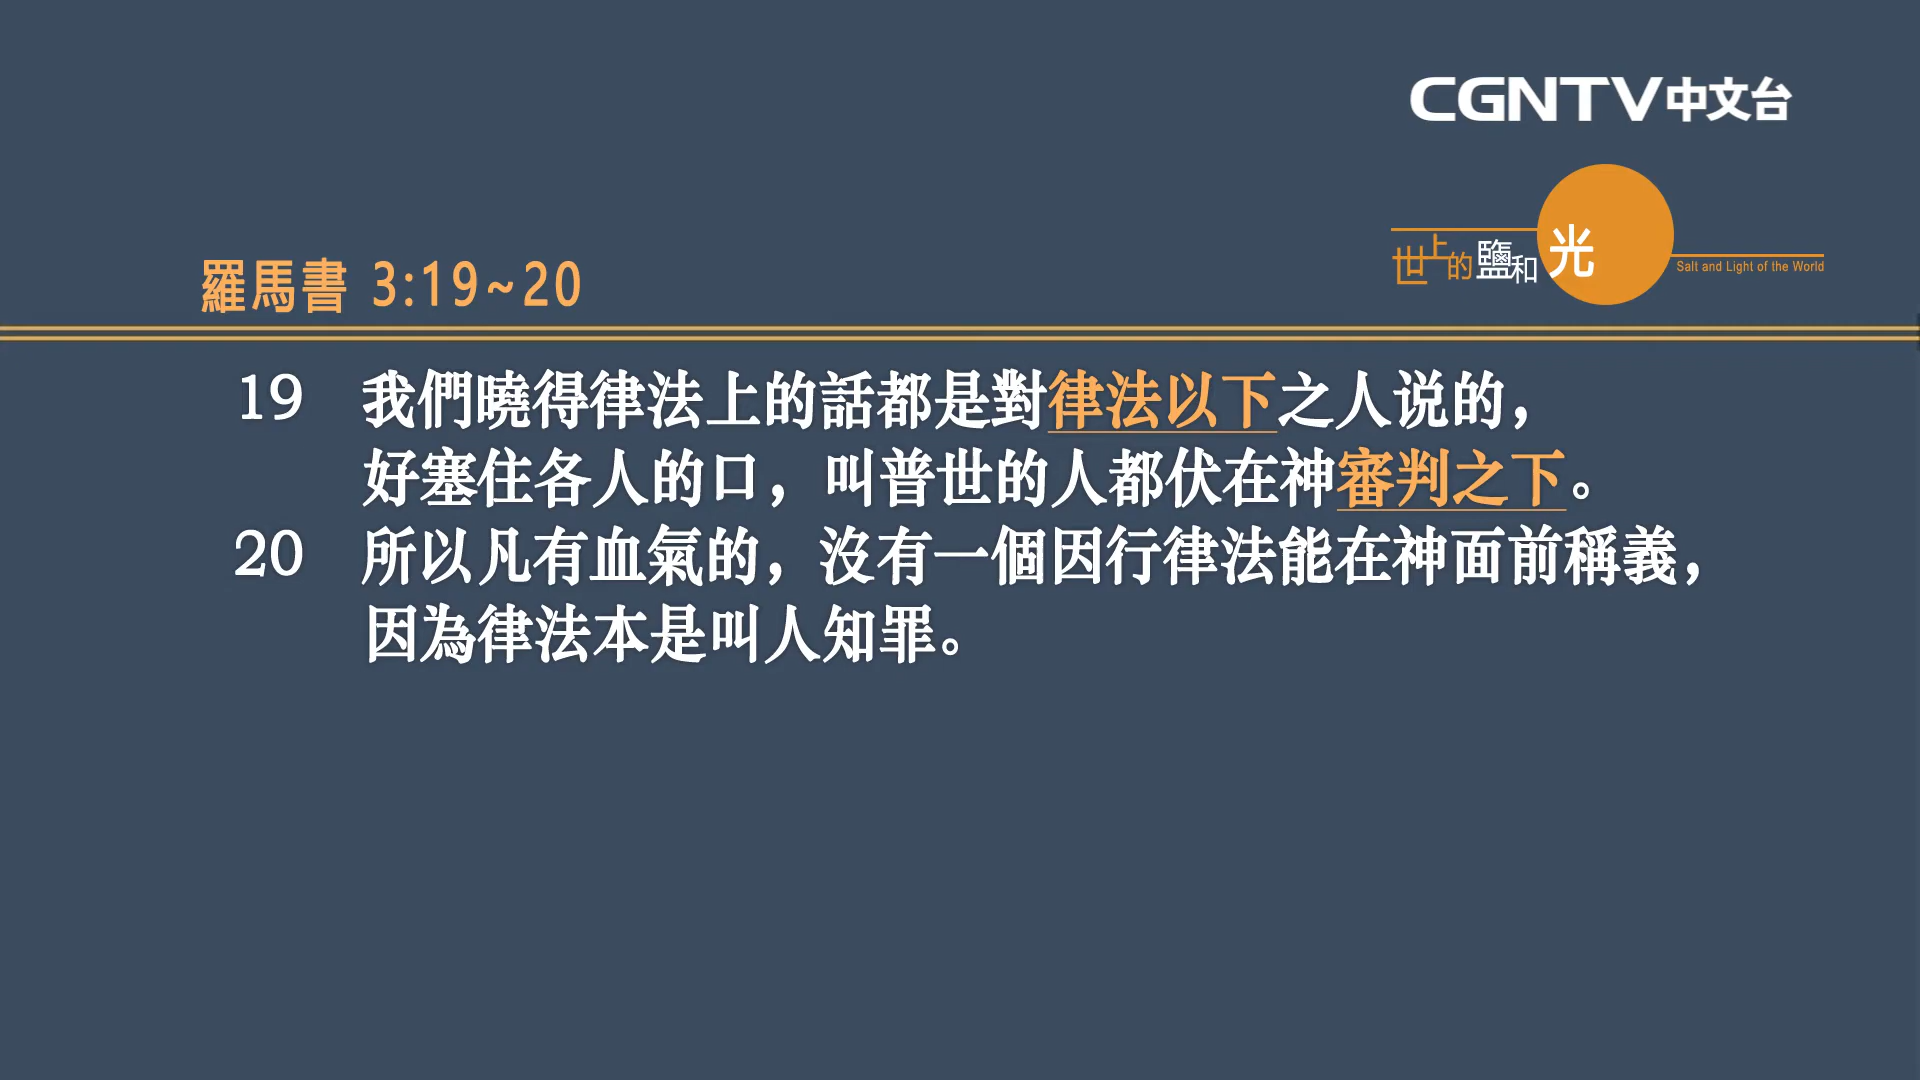 CGNTV中文台
世上的鹽和光
Salt and Light of the World
羅馬書 3:19~20
19 我們曉得律法上的話都是對律法以下之人说的，
好塞住各人的口，叫普世的人都伏在神審判之下。
20 所以凡有血氣的，沒有一個因行律法能在神面前稱義，
因為律法本是叫人知罪。